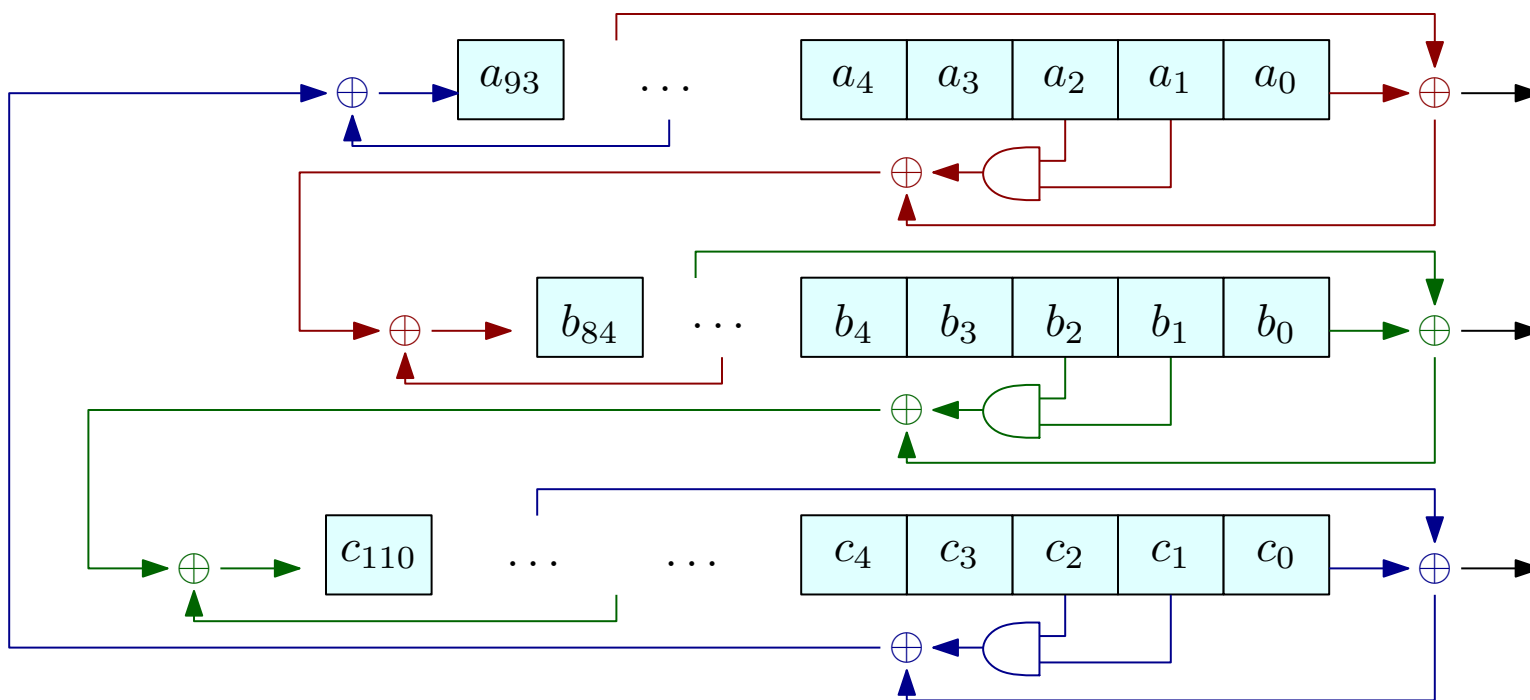 a₉₃ ... a₄ a₃ a₂ a₁ a₀
b₈₄ ... b₄ b₃ b₂ b₁ b₀
c₁₁₀ ... ... c₄ c₃ c₂ c₁ c₀